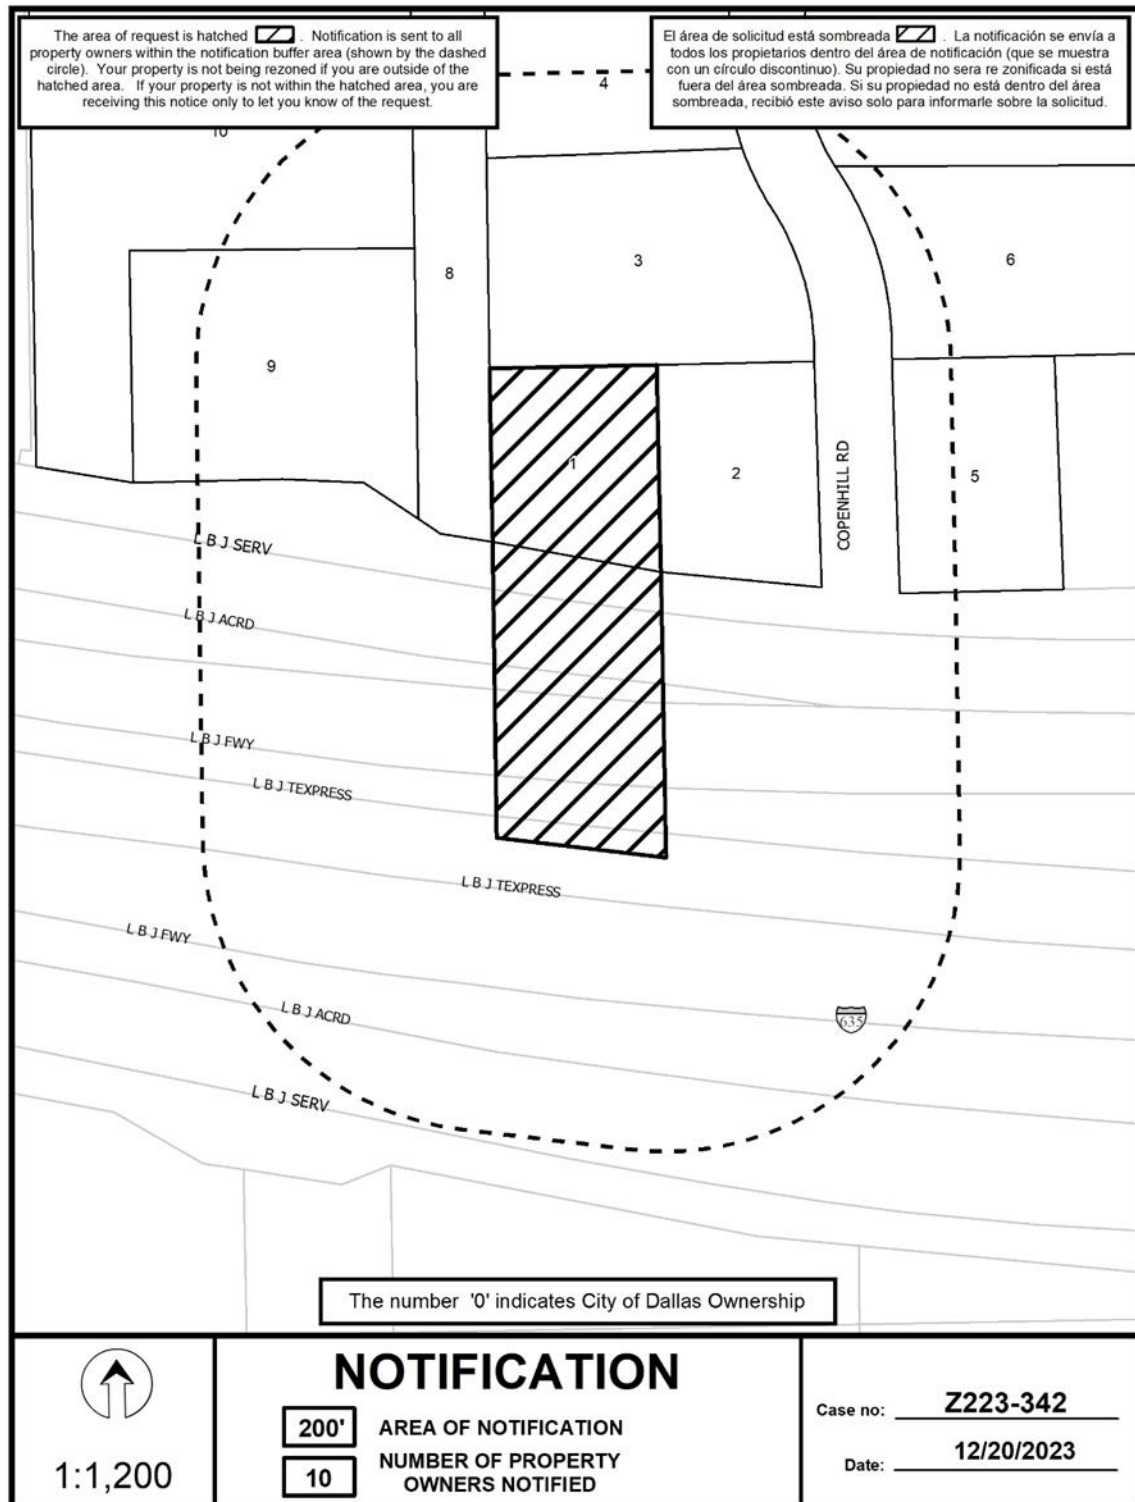 The area of request is hatched . Notification is sent to all
property owners within the notification buffer area (shown by the dashed
circle). Your property is not being rezoned if you are outside of the
hatched area. If your property is not within the hatched area, you are
receiving this notice only to let you know of the request.
El área de solicitud está sombreada . La notificación se envía a
todos los propietarios dentro del área de notificación (que se muestra
con un círculo discontinuo). Su propiedad no sera re zonificada si está
fuera del área sombreada. Si su propiedad no está dentro del área
sombreada, recibió este aviso solo para informarle sobre la solicitud.
4
10
3
6
8
9
1
2
5
COPENHILL RD
L B J SERV
L B J ACRD
L B J FWY
L B J TEXPRESS
L B J TEXPRESS
L B J FWY
L B J ACRD
635
L B J SERV
The number '0' indicates City of Dallas Ownership
1:1,200
NOTIFICATION
200' AREA OF NOTIFICATION
10 NUMBER OF PROPERTY
OWNERS NOTIFIED
Case no: Z223-342
Date: 12/20/2023